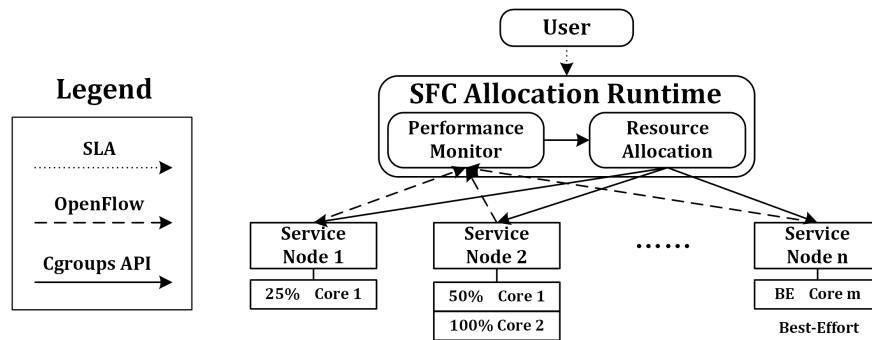 User
Legend
SFC Allocation Runtime
Performance
Monitor
Resource
Allocation
SLA
OpenFlow
Cgroups API
Service
Node 1
Service
Node 2
......
Service
Node n
25% Core 1
50% Core 1
100% Core 2
BE Core m
Best-Effort